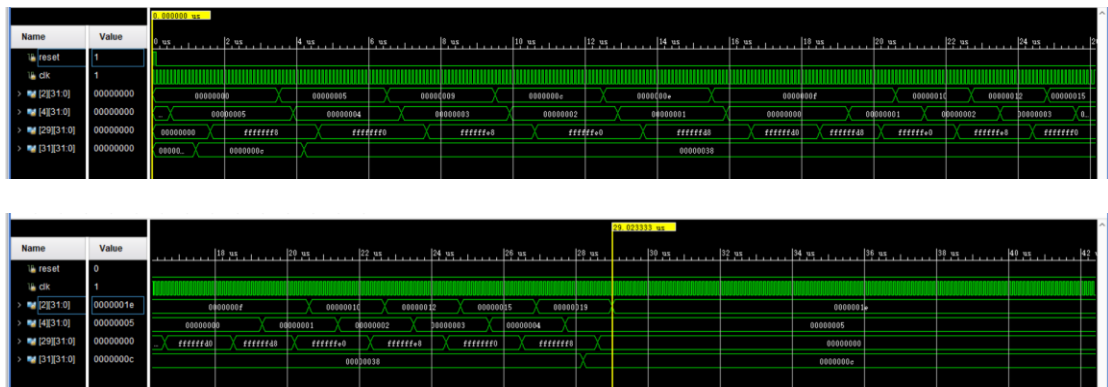 0.000000 us
Name Value
0 us 2 us 4 us 6 us 8 us 10 us 12 us 14 us 16 us 18 us 20 us 22 us 24 us
reset 1
clk 1
[2][31:0] 00000000 00000000 00000005 00000009 0000000c 0000000e 0000000f 00000010 00000012 00000015
[4][31:0] 00000000 .. 00000005 00000004 00000003 00000002 00000001 00000000 00000001 00000002 00000003 0..
[29][31:0] 00000000 00000000 fffffff8 fffffff0 ffffffe8 ffffffe0 ffffffd8 ffffffd0 ffffffd8 ffffffe0 ffffffe8 fffffff0
[31][31:0] 00000000 00000.. 0000000c 00000038
29.023333 us
Name Value
18 us 20 us 22 us 24 us 26 us 28 us 30 us 32 us 34 us 36 us 38 us 40 us 42
reset 0
clk 1
[2][31:0] 0000001e 0000000f 00000010 00000012 00000015 00000019 0000001e
[4][31:0] 00000005 00000000 00000001 00000002 00000003 00000004 00000005
[29][31:0] 00000000 .. ffffffd0 ffffffd8 ffffffe0 ffffffe8 fffffff0 fffffff8 00000000
[31][31:0] 0000000c 00000038 0000000c